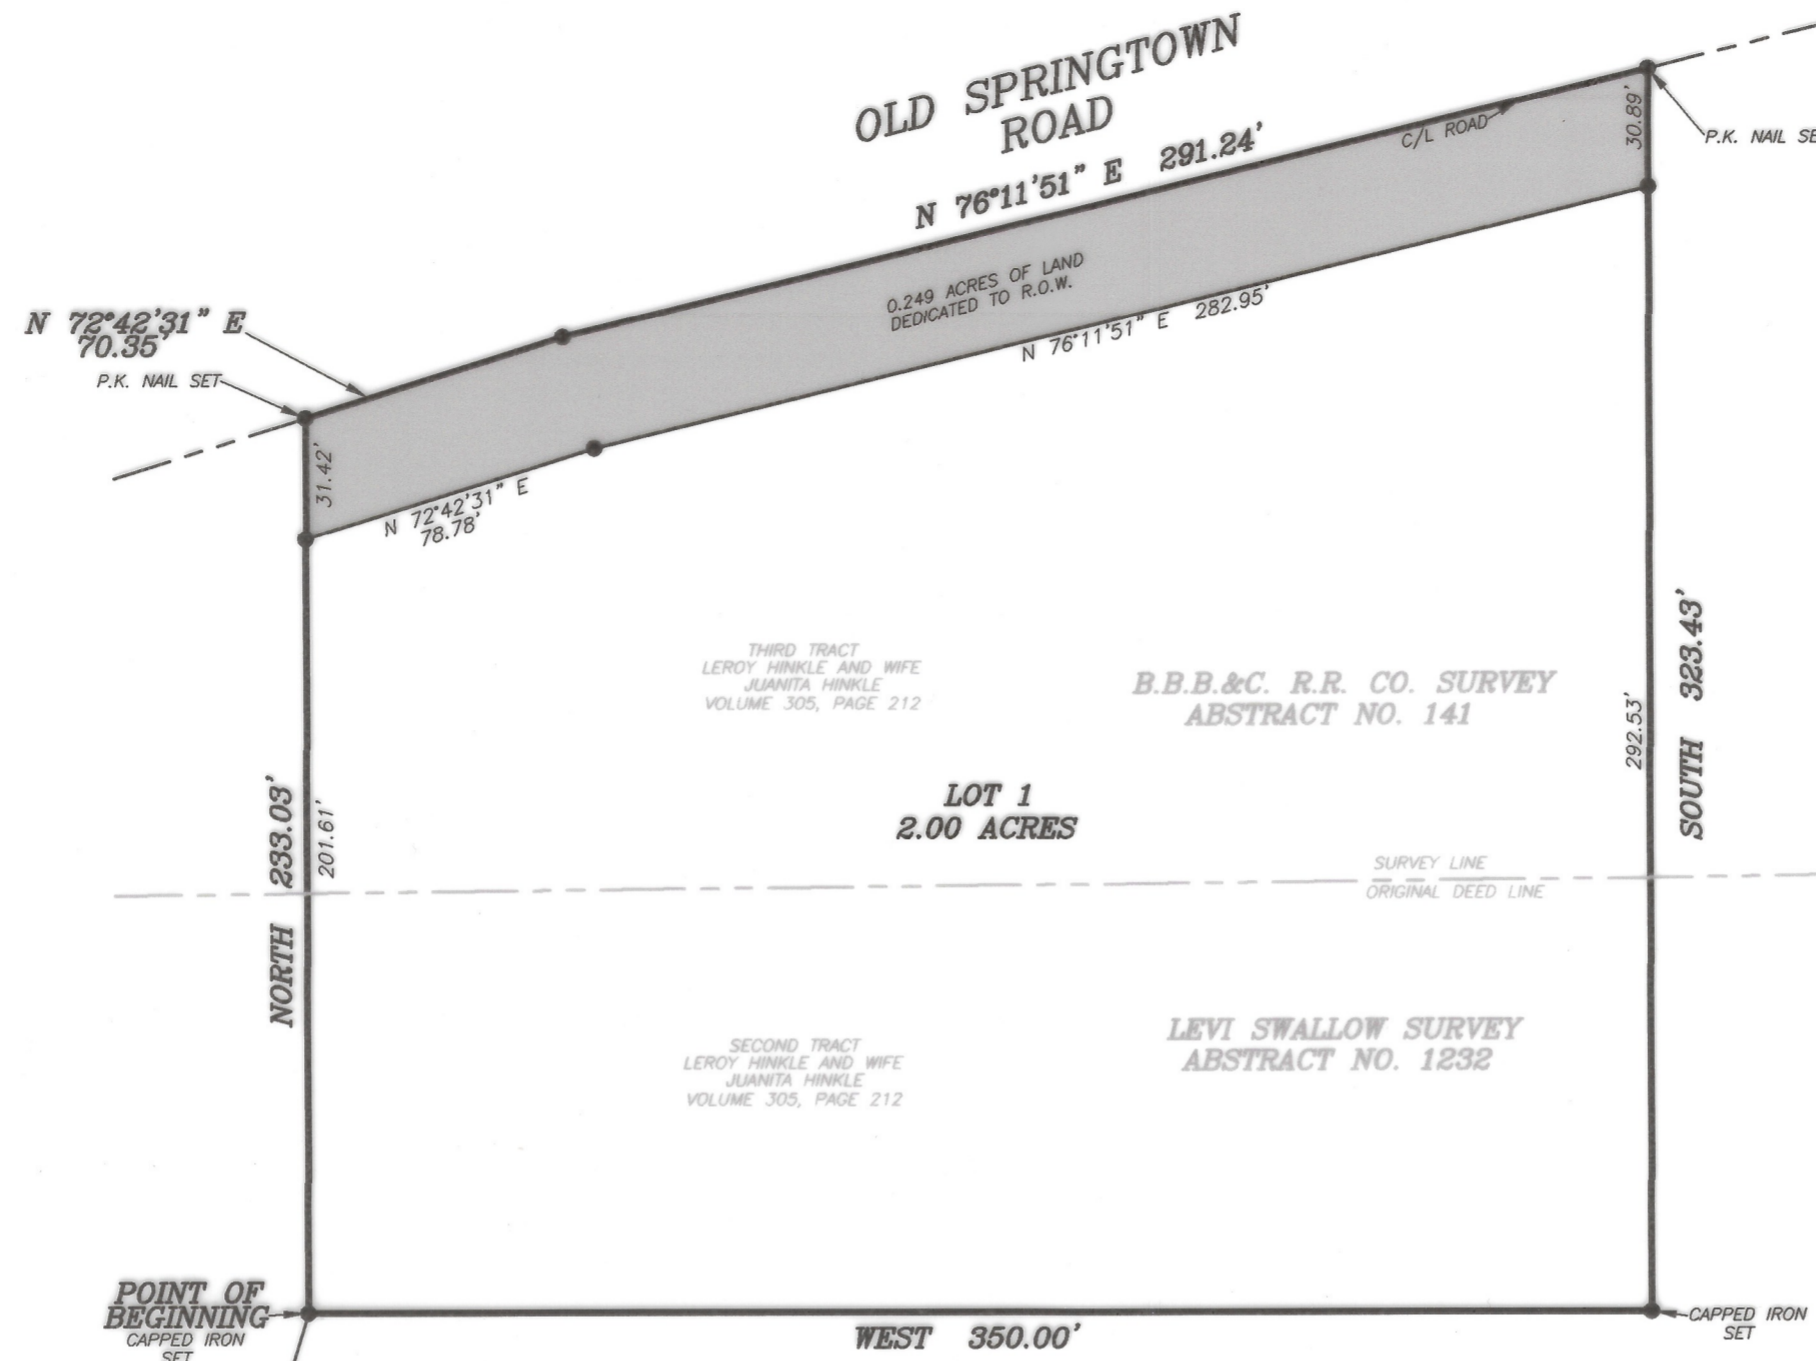 OLD SPRINGTOWN
ROAD
N 76°11'51" E 291.24'
C/L ROAD
30.89'
P.K. NAIL SE
0.249 ACRES OF LAND
DEDICATED TO R.O.W.
N 76°11'51" E 282.95'
N 72°42'31" E
70.35'
P.K. NAIL SET
31.42'
N 72°42'31" E
78.78'
THIRD TRACT
LEROY HINKLE AND WIFE
JUANITA HINKLE
VOLUME 305, PAGE 212
B.B.B.&C. R.R. CO. SURVEY
ABSTRACT NO. 141
292.53'
SOUTH 323.43'
LOT 1
2.00 ACRES
NORTH 233.03'
201.61'
SURVEY LINE
ORIGINAL DEED LINE
SECOND TRACT
LEROY HINKLE AND WIFE
JUANITA HINKLE
VOLUME 305, PAGE 212
LEVI SWALLOW SURVEY
ABSTRACT NO. 1232
POINT OF
BEGINNING
CAPPED IRON
SET
WEST 350.00'
CAPPED IRON
SET